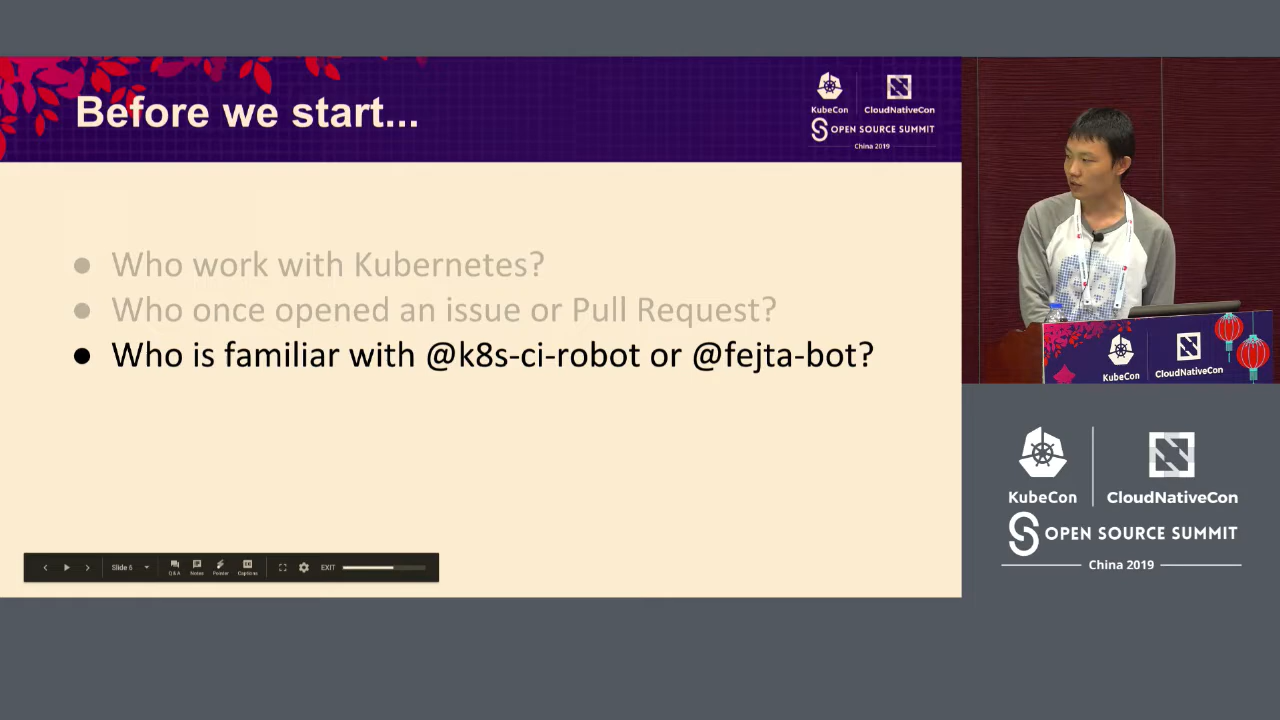 Before we start...
KubeCon
CloudNativeCon
OPEN SOURCE SUMMIT
China 2019
Who work with Kubernetes?
Who once opened an issue or Pull Request?
Who is familiar with @k8s-ci-robot or @fejta-bot?
Slide 6
Q&A
Notes
Pointer
Captions
EXIT
KubeCon
CloudNativeCon
KubeCon
CloudNativeCon
OPEN SOURCE SUMMIT
China 2019